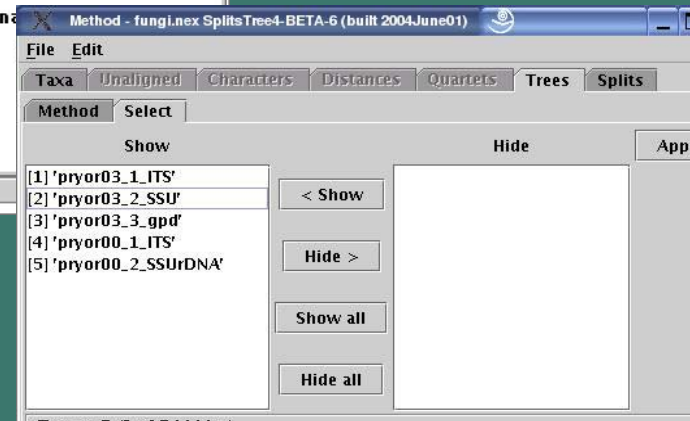 na
Method - fungi.nex SplitsTree4-BETA-6 (built 2004June01)
File Edit
Taxa Unaligned Characters Distances Quartets Trees Splits
Method Select
Show Hide App
[1] 'pryor03_1_ITS'
[2] 'pryor03_2_SSU'
[3] 'pryor03_3_gpd'
[4] 'pryor00_1_ITS'
[5] 'pryor00_2_SSUrDNA'
< Show
Hide >
Show all
Hide all